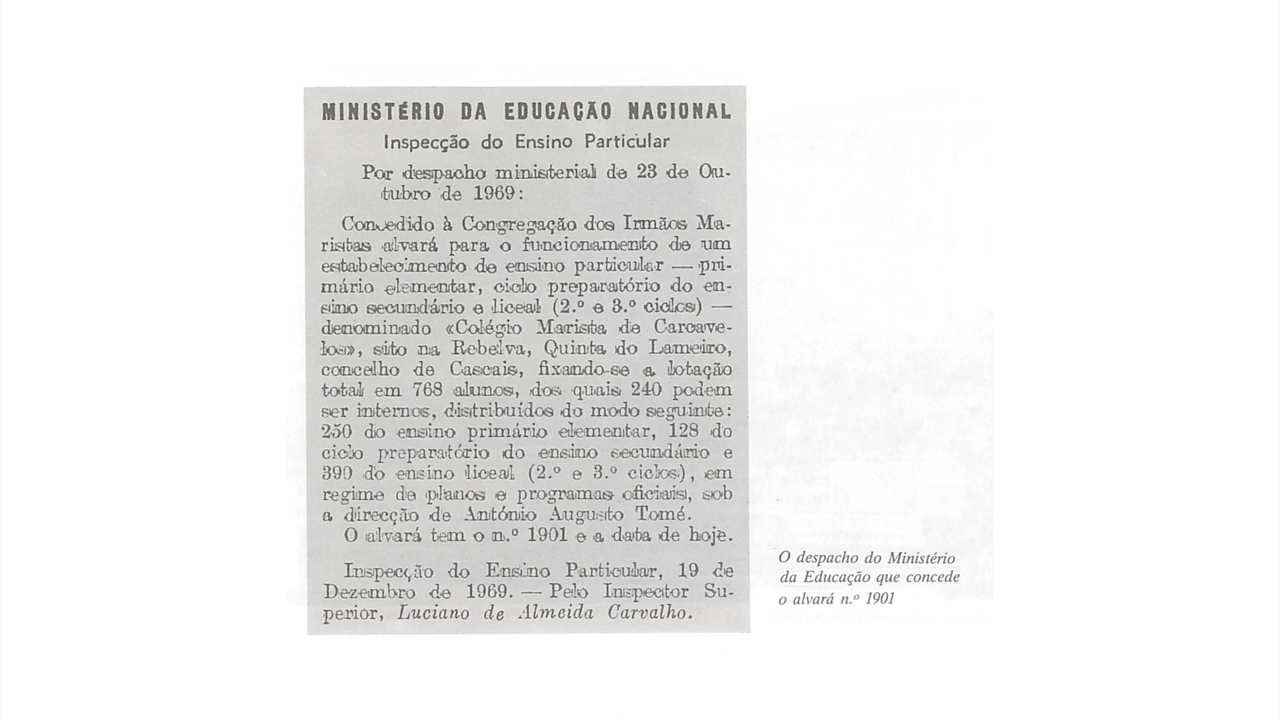 MINISTÉRIO DA EDUCAÇÃO NACIONAL
Inspecção do Ensino Particular
Por despacho ministerial de 23 de Ou-
tubro de 1969:
Concedido à Congregação dos Irmãos Ma-
ristas alvará para o funcionamento de um
estabelecimento de ensino particular — pri-
mário elementar, ciclo preparatório do en-
sino secundário e liceal (2.º e 3.º ciclos) —
denominado «Colégio Marista de Carcave-
los», sito na Rebelva, Quinta do Lameiro,
concelho de Cascais, fixando-se a lotação
total em 768 alunos, dos quais 240 podem
ser internos, distribuídos do modo seguinte:
250 do ensino primário elementar, 128 do
ciclo preparatório do ensino secundário e
390 do ensino liceal (2.º e 3.º ciclos), em
regime de planos e programas oficiais, sob
a direcção de António Augusto Tomé.
O alvará tem o n.º 1901 e a data de hoje.
Inspecção do Ensino Particular, 19 de
Dezembro de 1969. — Pelo Inspector Su-
perior, Luciano de Almeida Carvalho.
O despacho do Ministério
da Educação que concede
o alvará n.º 1901